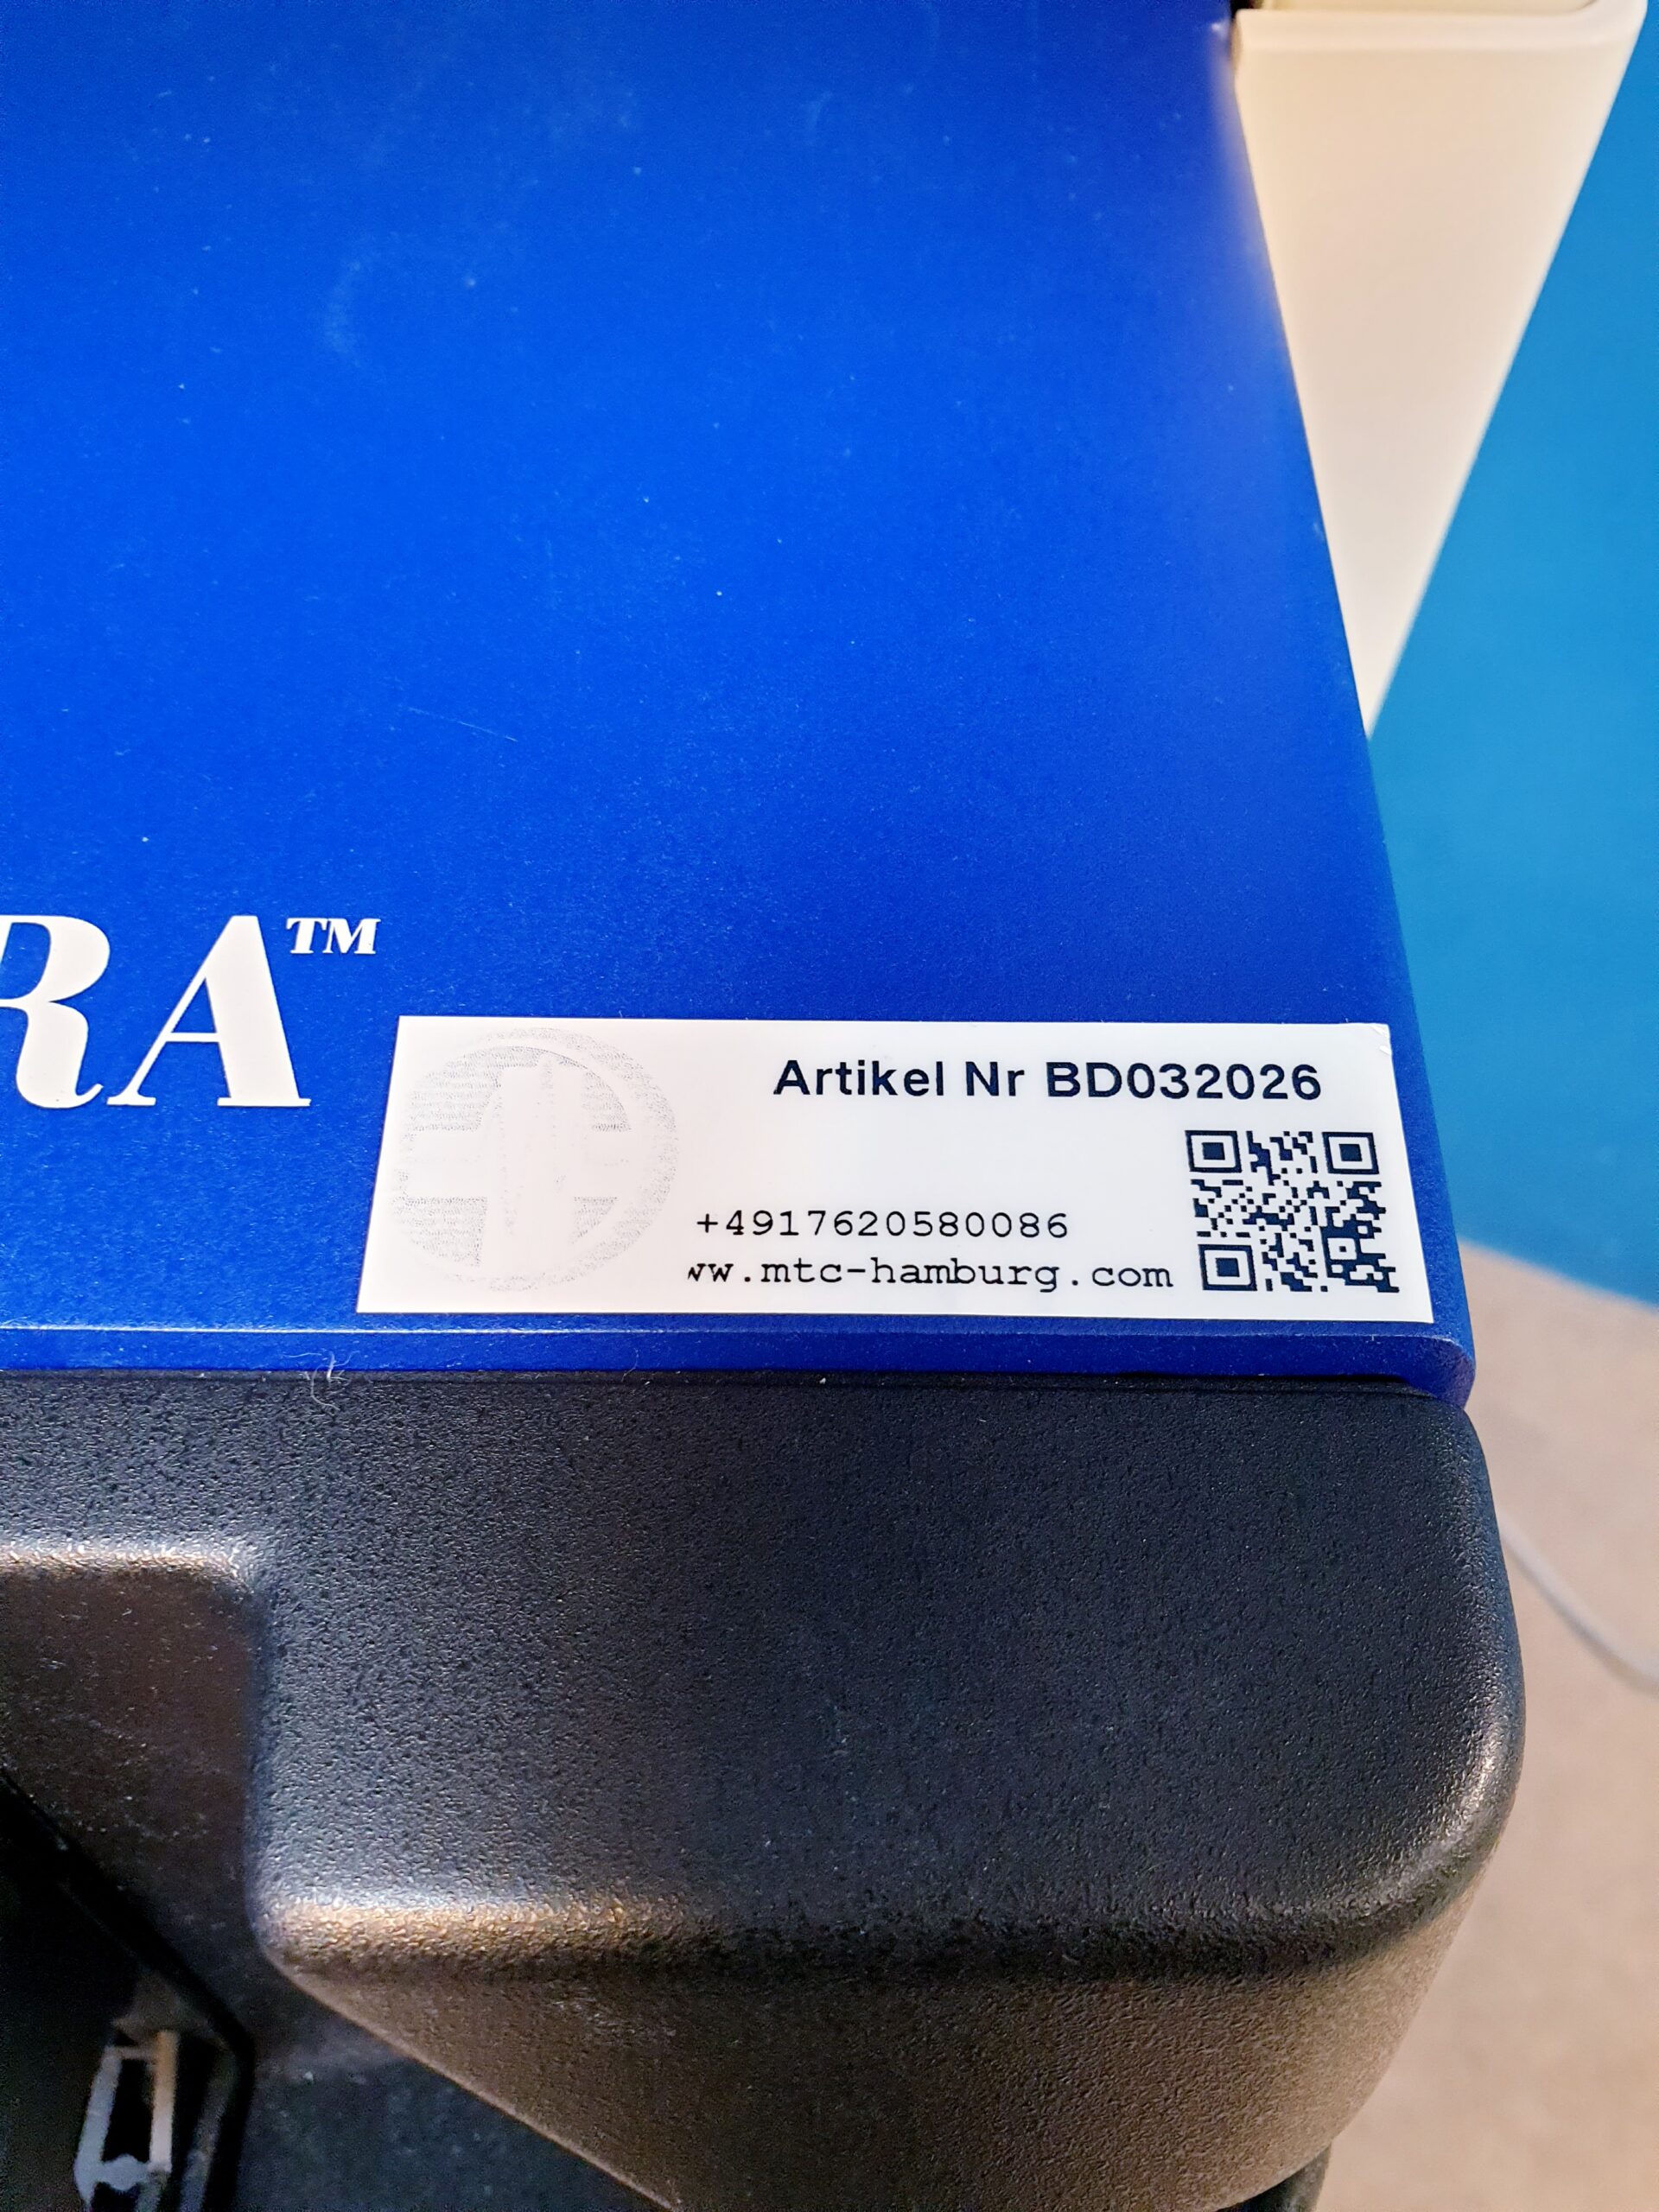 RA™
Artikel Nr BD032026
+4917620580086
ww.mtc-hamburg.com